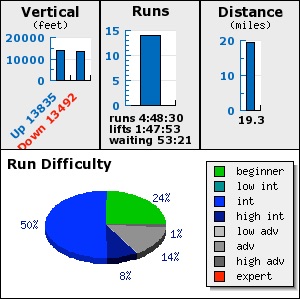 Vertical
(feet)
20000
10000
0
Up 13835
Down 13492
Runs
15
10
5
0
runs 4:48:30
lifts 1:47:53
waiting 53:21
Distance
(miles)
20
15
10
5
0
19.3
Run Difficulty
24%
1%
14%
8%
50%
beginner
low int
int
high int
low adv
adv
high adv
expert